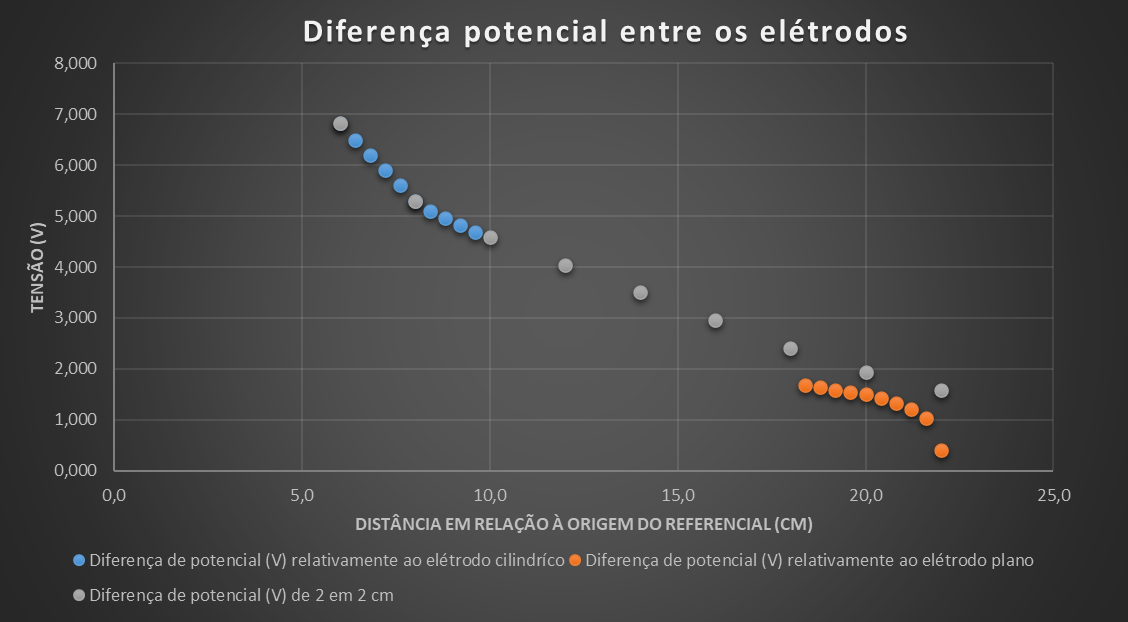 Diferença potencial entre os elétrodos
8,000
7,000
6,000
5,000
4,000
3,000
2,000
1,000
0,000
TENSÃO (V)
0,0 5,0 10,0 15,0 20,0 25,0
DISTÂNCIA EM RELAÇÃO À ORIGEM DO REFERENCIAL (CM)
Diferença de potencial (V) relativamente ao elétrodo cilindríco Diferença de potencial (V) relativamente ao elétrodo plano
Diferença de potencial (V) de 2 em 2 cm